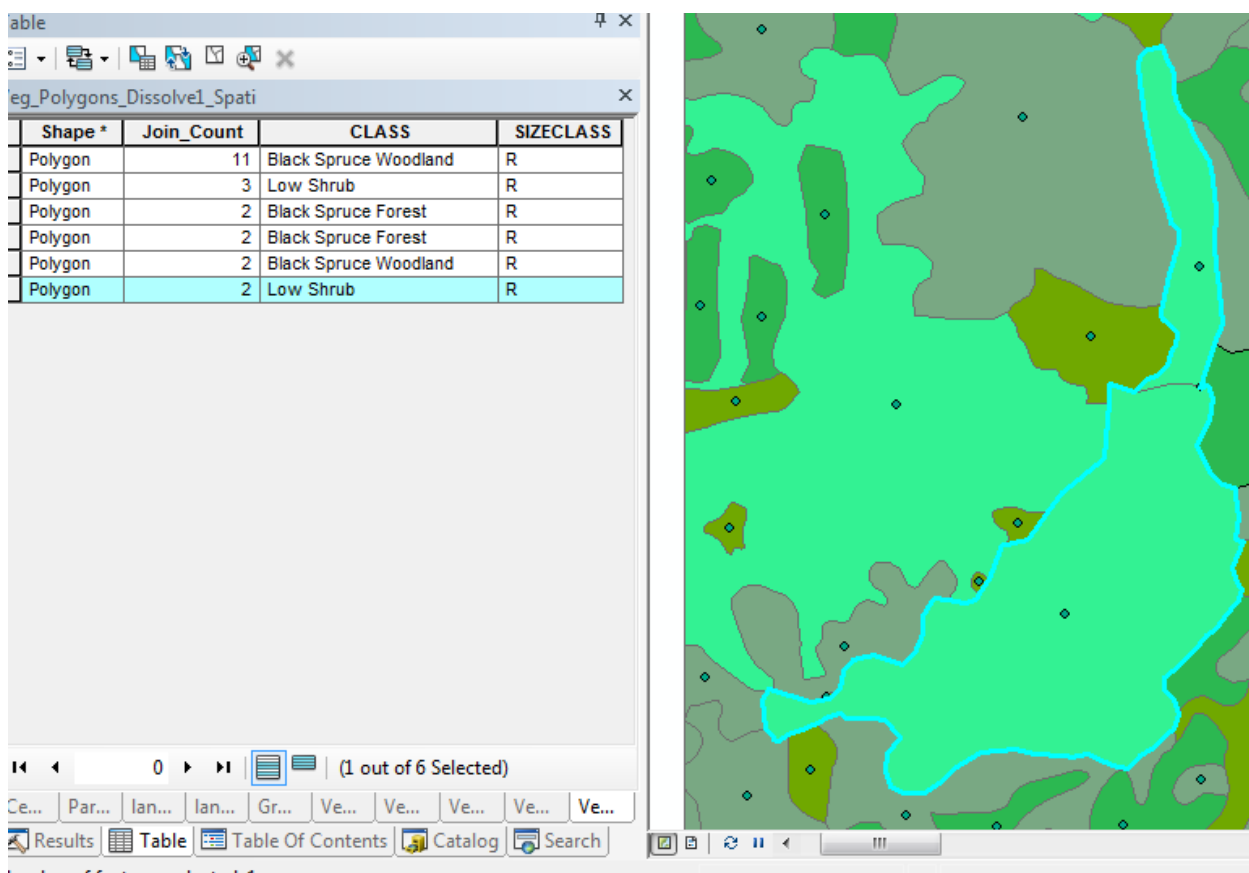 able
eg_Polygons_Dissolve1_Spati
Shape * Join_Count CLASS SIZECLASS
Polygon 11 Black Spruce Woodland R
Polygon 3 Low Shrub R
Polygon 2 Black Spruce Forest R
Polygon 2 Black Spruce Forest R
Polygon 2 Black Spruce Woodland R
Polygon 2 Low Shrub R
0 (1 out of 6 Selected)
Ce... Par... lan... lan... Gr... Ve... Ve... Ve... Ve... Ve...
Results Table Table Of Contents Catalog Search